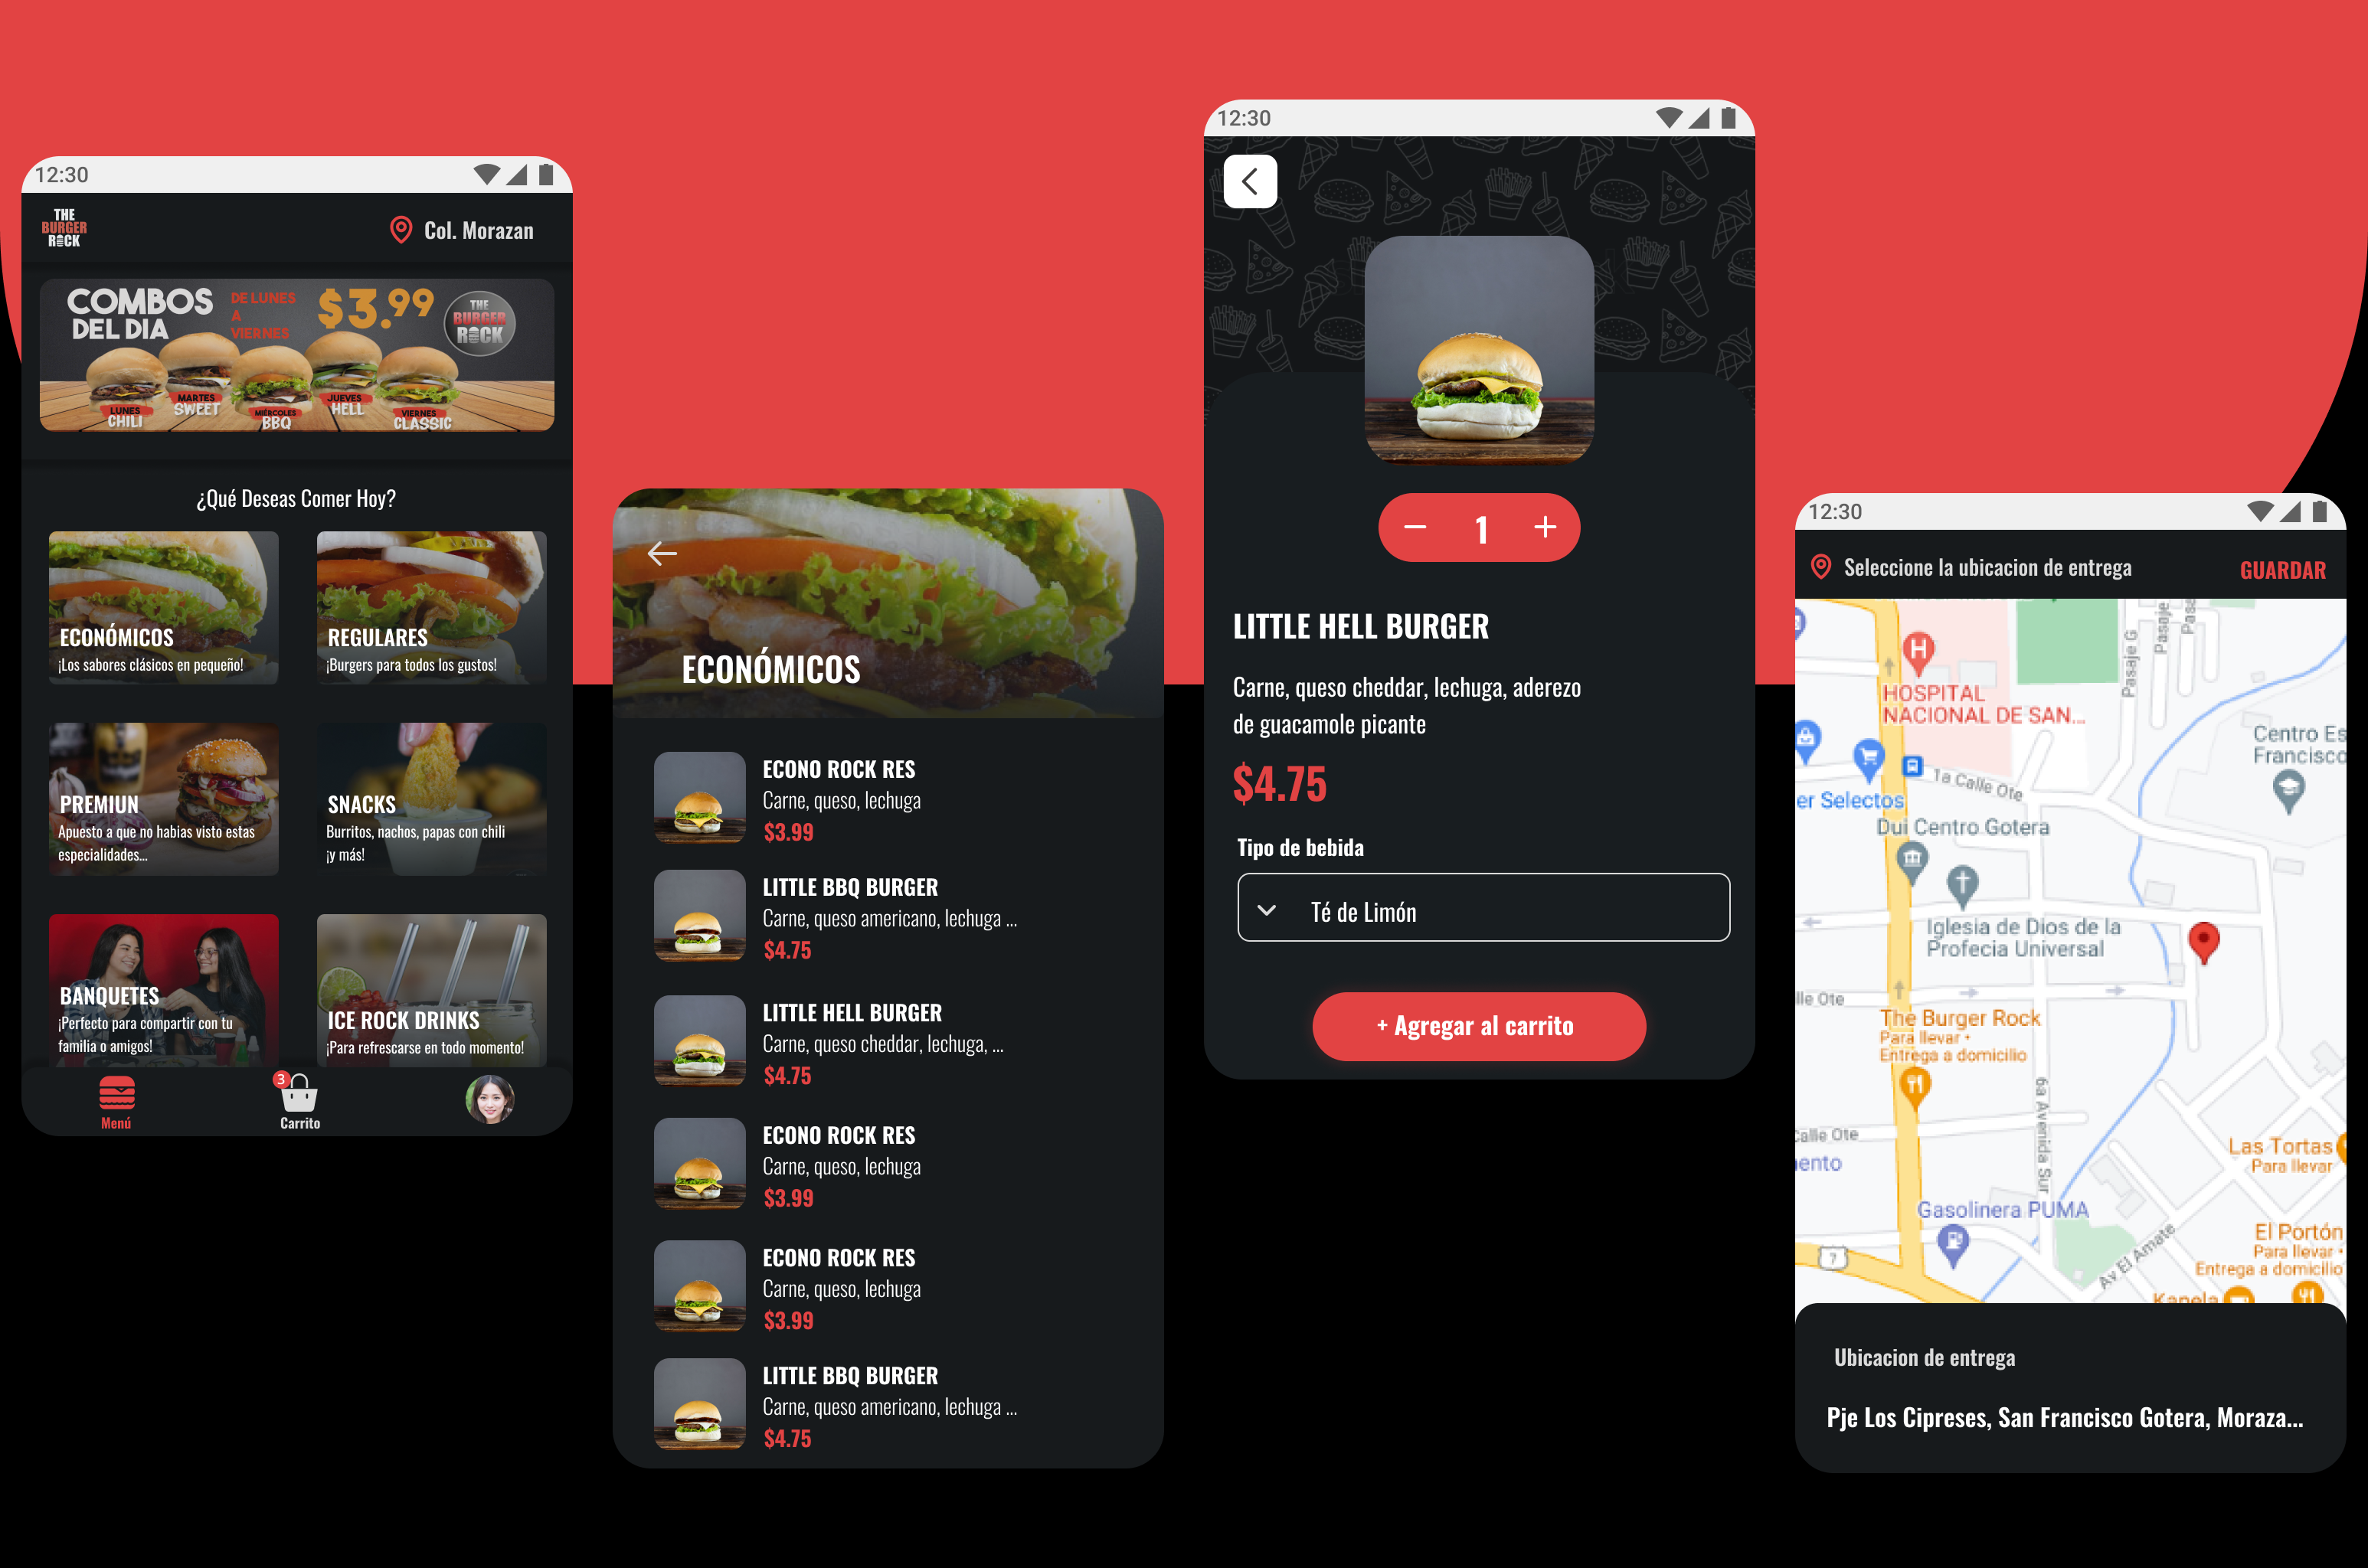 12:30
THE
BURGER
ROCK
Col. Morazan
COMBOS
DEL DIA
DE LUNES
A
VIERNES
$3.99
THE
BURGER
ROCK
LUNES
CHILI
MARTES
SWEET
MIÉRCOLES
BBQ
JUEVES
HELL
VIERNES
CLASSIC
¿Qué Deseas Comer Hoy?
ECONÓMICOS
¡Los sabores clásicos en pequeño!
REGULARES
¡Burgers para todos los gustos!
PREMIUN
Apuesto a que no habias visto estas
especialidades...
SNACKS
Burritos, nachos, papas con chili
¡y más!
BANQUETES
¡Perfecto para compartir con tu
familia o amigos!
ICE ROCK DRINKS
¡Para refrescarse en todo momento!
Menú
3
Carrito
ECONÓMICOS
ECONO ROCK RES
Carne, queso, lechuga
$3.99
LITTLE BBQ BURGER
Carne, queso americano, lechuga ...
$4.75
LITTLE HELL BURGER
Carne, queso cheddar, lechuga, ...
$4.75
ECONO ROCK RES
Carne, queso, lechuga
$3.99
ECONO ROCK RES
Carne, queso, lechuga
$3.99
LITTLE BBQ BURGER
Carne, queso americano, lechuga ...
$4.75
12:30
1
LITTLE HELL BURGER
Carne, queso cheddar, lechuga, aderezo
de guacamole picante
$4.75
Tipo de bebida
Té de Limón
+ Agregar al carrito
12:30
Seleccione la ubicacion de entrega
GUARDAR
Pasaje G
Pasaje
Pasa
H
HOSPITAL
NACIONAL DE SAN...
Centro Es
Francisco
1a Calle Ote
er Selectos
Dui Centro Gotera
Iglesia de Dios de la
Profecia Universal
lle Ote
The Burger Rock
Para llevar •
Entrega a domicilio
6a Avenida Sur
Calle Ote
ento
Las Tortas
Para llevar
Gasolinera PUMA
El Portón
Para llevar •
Entrega a domicilio
7
Av El Amate
Kapela
Ubicacion de entrega
Pje Los Cipreses, San Francisco Gotera, Moraza...